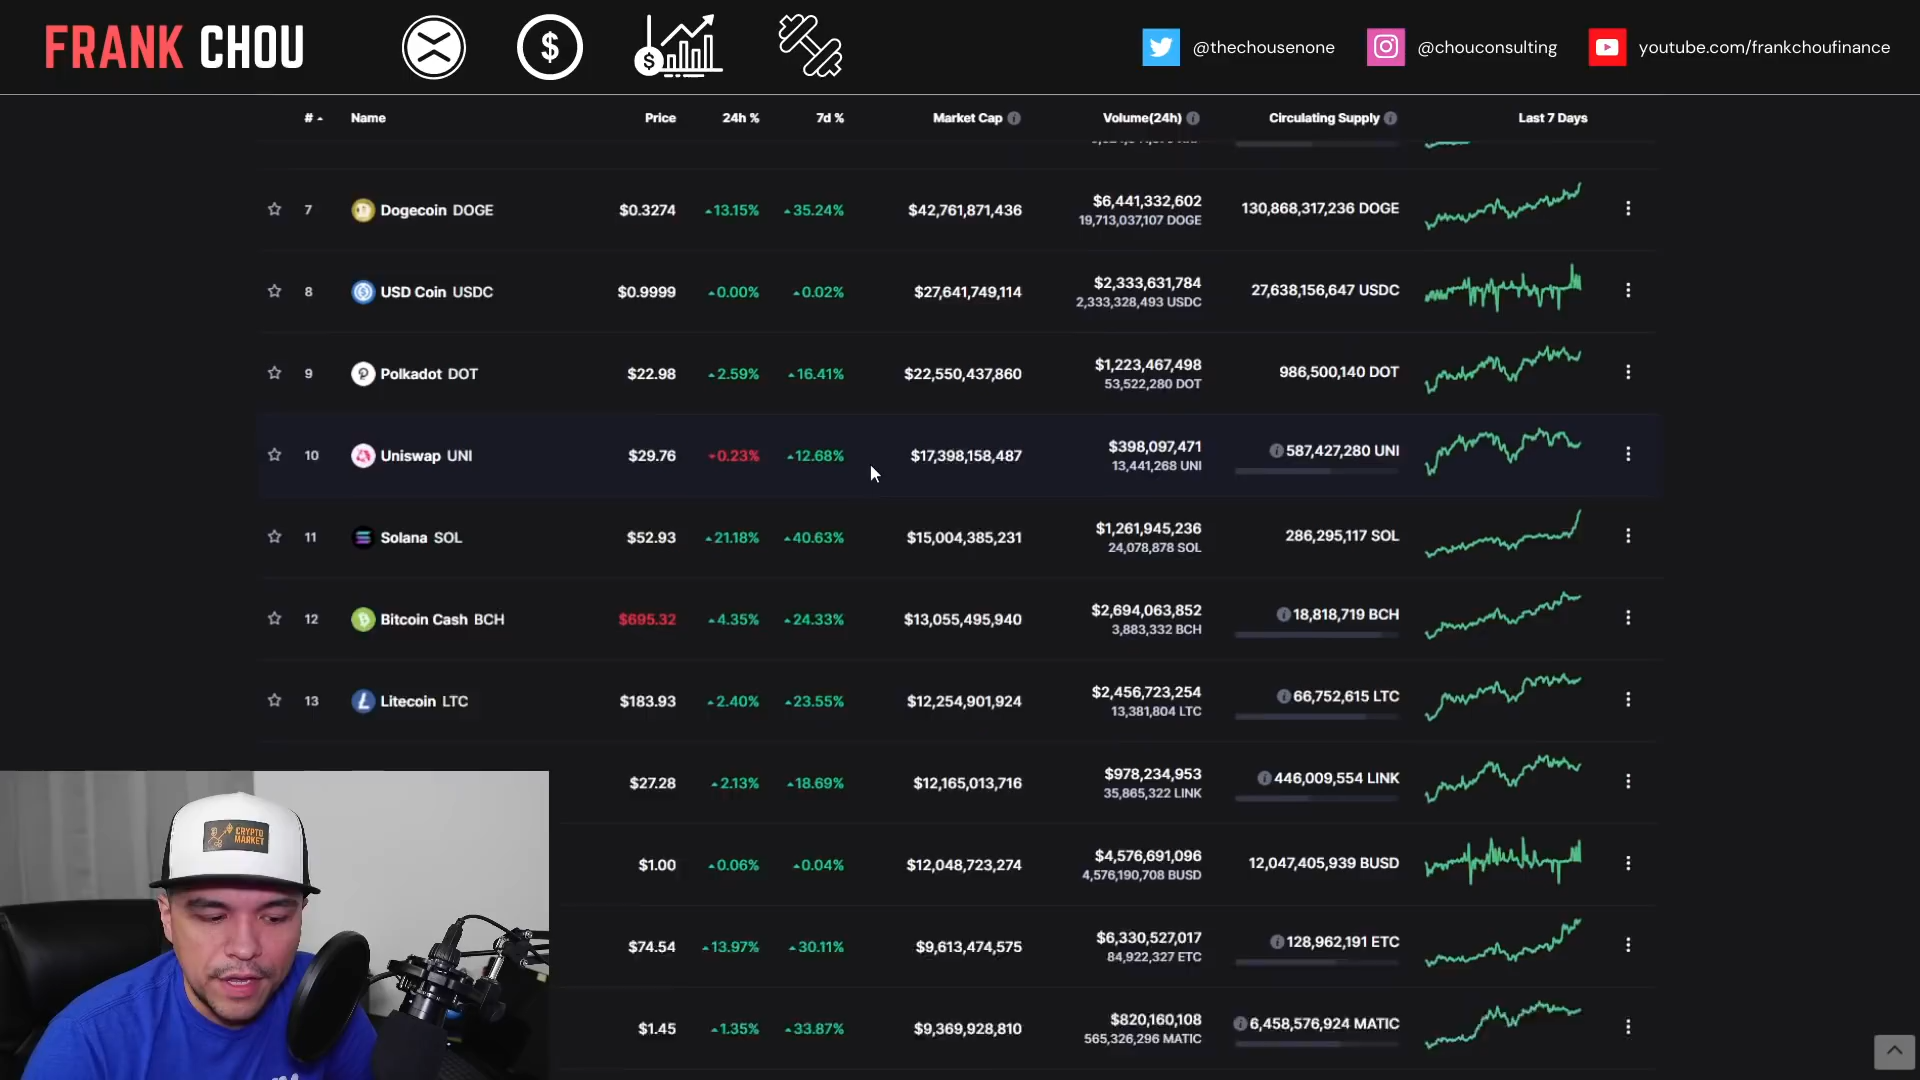 FRANK CHOU
@thechousenone
@chouconsulting
youtube.com/frankchoufinance
# Name Price 24h % 7d % Market Cap Volume(24h) Circulating Supply Last 7 Days
7 Dogecoin DOGE $0.3274 13.15% 35.24% $42,761,871,436 $6,441,332,602 130,868,317,236 DOGE
19,713,037,107 DOGE
8 USD Coin USDC $0.9999 0.00% 0.02% $27,641,749,114 $2,333,631,784 27,638,156,647 USDC
2,333,328,493 USDC
9 Polkadot DOT $22.98 2.59% 16.41% $22,550,437,860 $1,223,467,498 986,500,140 DOT
53,522,280 DOT
10 Uniswap UNI $29.76 0.23% 12.68% $17,398,158,487 $398,097,471 587,427,280 UNI
13,441,268 UNI
11 Solana SOL $52.93 21.18% 40.63% $15,004,385,231 $1,261,945,236 286,295,117 SOL
24,078,878 SOL
12 Bitcoin Cash BCH $695.32 4.35% 24.33% $13,055,495,940 $2,694,063,852 18,818,719 BCH
3,883,332 BCH
13 Litecoin LTC $183.93 2.40% 23.55% $12,254,901,924 $2,456,723,254 66,752,615 LTC
13,381,804 LTC
$27.28 2.13% 18.69% $12,165,013,716 $978,234,953 446,009,554 LINK
35,865,322 LINK
$1.00 0.06% 0.04% $12,048,723,274 $4,576,691,096 12,047,405,939 BUSD
4,576,190,708 BUSD
$74.54 13.97% 30.11% $9,613,474,575 $6,330,527,017 128,962,191 ETC
84,922,327 ETC
$1.45 1.35% 33.87% $9,369,928,810 $820,160,108 6,458,576,924 MATIC
565,326,296 MATIC
CRYPTO
MARKET